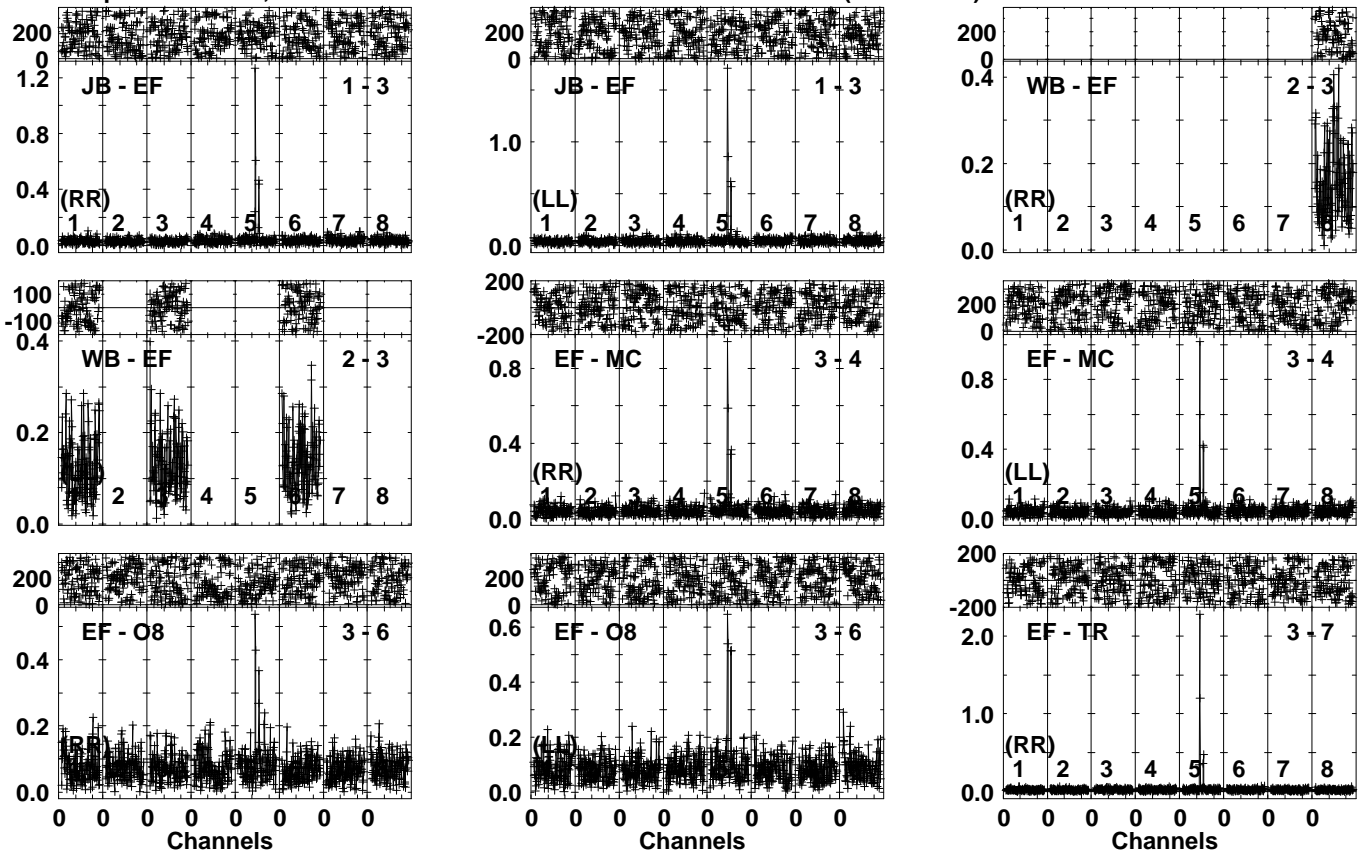 200
0
1.2
0.8
0.4
0.0
JB - EF 1 - 3
(RR)
1 2 3 4 5 6 7 8
200
0
1.0
0.0
JB - EF 1 - 3
(LL)
1 2 3 4 5 6 7 8
200
0
0.4
0.2
0.0
WB - EF 2 - 3
(RR)
1 2 3 4 5 6 7
100
-100
0.4
0.2
0.0
WB - EF 2 - 3
2 4 5 7 8
200
-200
0.8
0.4
0.0
EF - MC 3 - 4
(RR)
1 2 3 4 5 6 7 8
200
0
0.8
0.4
0.0
EF - MC 3 - 4
(LL)
1 2 3 4 5 6 7 8
200
0
0.4
0.2
0.0
EF - O8 3 - 6
(RR)
0 0 0 0 0 0 0 0
Channels
200
0
0.6
0.4
0.2
0.0
EF - O8 3 - 6
(LL)
0 0 0 0 0 0 0 0
Channels
200
-200
2.0
1.0
0.0
EF - TR 3 - 7
(RR)
1 2 3 4 5 6 7 8
0 0 0 0 0 0 0 0
Channels